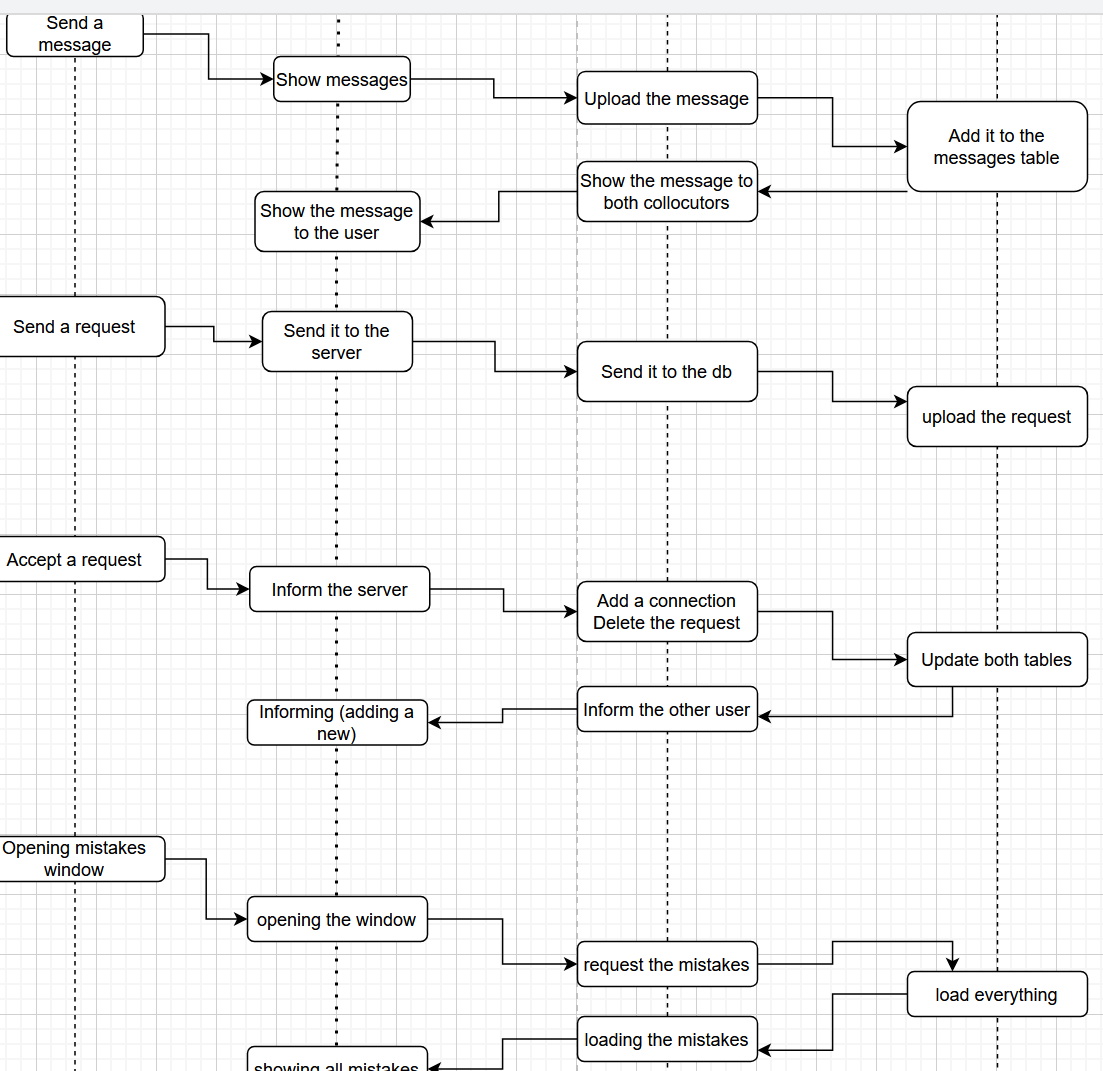 Send a
message
Show messages
Upload the message
Add it to the
messages table
Show the message to
both collocutors
Show the message
to the user
Send a request
Send it to the
server
Send it to the db
upload the request
Accept a request
Inform the server
Add a connection
Delete the request
Update both tables
Inform the other user
Informing (adding a
new)
Opening mistakes
window
opening the window
request the mistakes
load everything
loading the mistakes
showing all mistakes